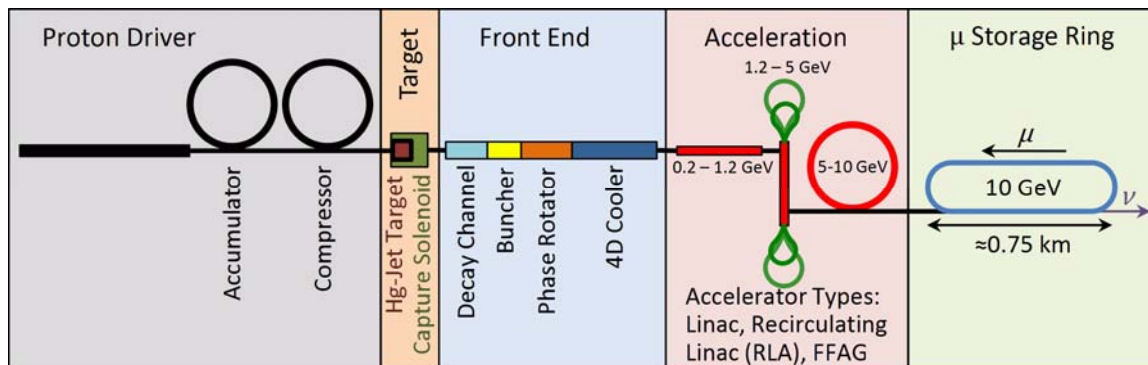 Proton Driver
Accumulator
Compressor
Target
Hg-Jet Target
Capture Solenoid
Front End
Decay Channel
Buncher
Phase Rotator
4D Cooler
Acceleration
1.2 – 5 GeV
0.2 – 1.2 GeV
5-10 GeV
Accelerator Types:
Linac, Recirculating
Linac (RLA), FFAG
μ Storage Ring
μ
10 GeV
ν
≈0.75 km